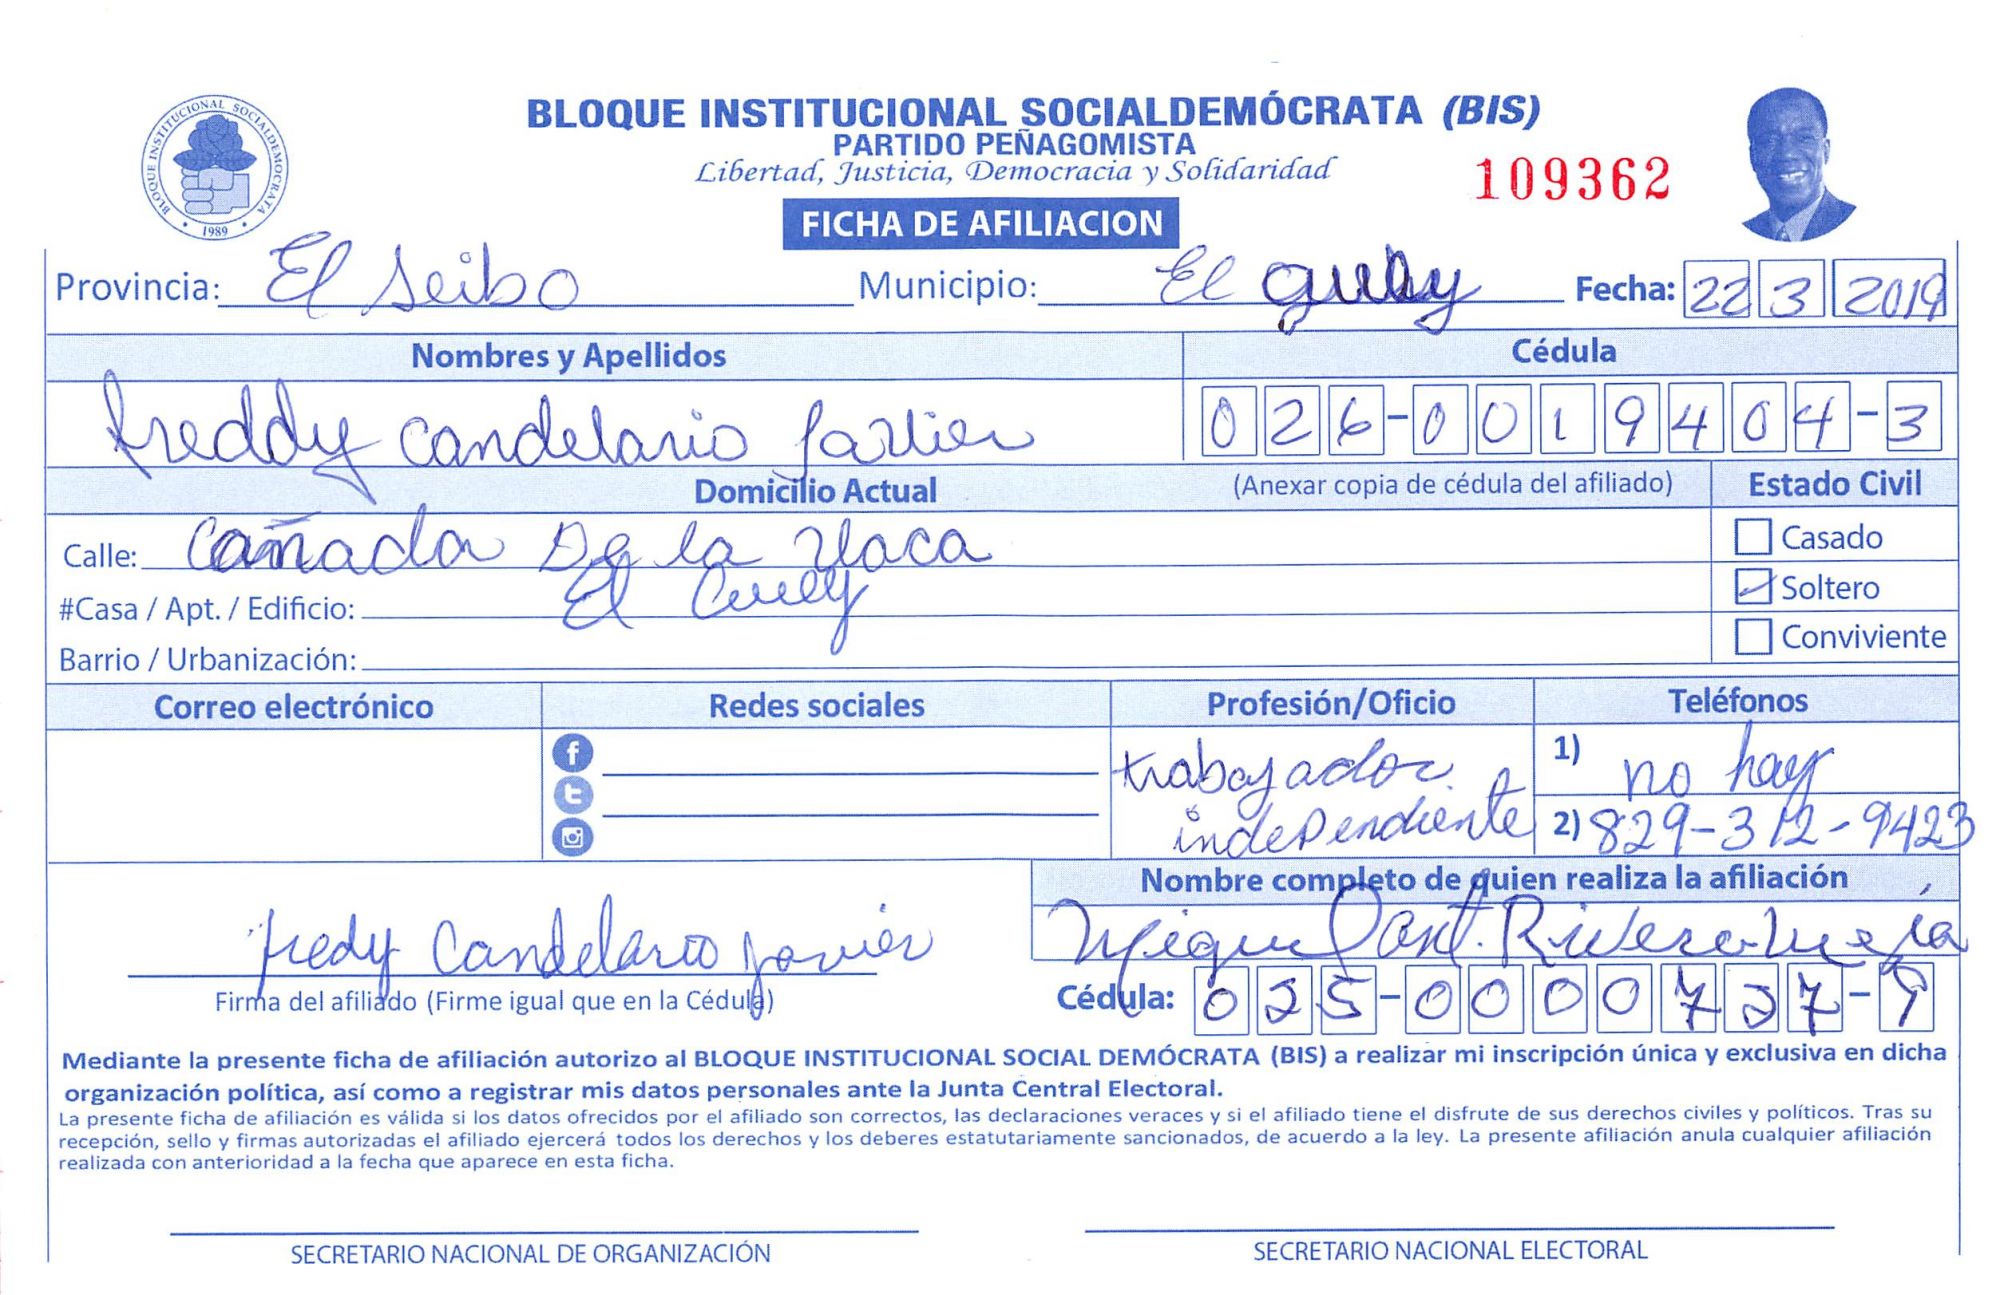 BLOQUE INSTITUCIONAL SOCIALDEMOCRATA
1989
BLOQUE INSTITUCIONAL SOCIALDEMÓCRATA (BIS)
PARTIDO PEÑAGOMISTA
Libertad, Justicia, Democracia y Solidaridad
109362
FICHA DE AFILIACION
Provincia: El Seibo Municipio: El Fecha: 22 3 2019
Nombres y Apellidos Cédula
freddy Candelario 026-0019404-3
Domicilio Actual (Anexar copia de cédula del afiliado) Estado Civil
Calle: Cañada De la Vaca Casado
El Cuey
#Casa / Apt. / Edificio: Soltero
Barrio / Urbanización: Conviviente
Correo electrónico Redes sociales Profesión/Oficio Teléfonos
trabajador independiente
1) no hay
2) 829-312-9423
Nombre completo de quien realiza la afiliación
Miguel Ant. Rivera Mejía
fredy Candelario javier
Firma del afiliado (Firme igual que en la Cédula)
Cédula: 025-0000727-9
Mediante la presente ficha de afiliación autorizo al BLOQUE INSTITUCIONAL SOCIAL DEMÓCRATA (BIS) a realizar mi inscripción única y exclusiva en dicha
organización política, así como a registrar mis datos personales ante la Junta Central Electoral.
La presente ficha de afiliación es válida si los datos ofrecidos por el afiliado son correctos, las declaraciones veraces y si el afiliado tiene el disfrute de sus derechos civiles y políticos. Tras su
recepción, sello y firmas autorizadas el afiliado ejercerá todos los derechos y los deberes estatutariamente sancionados, de acuerdo a la ley. La presente afiliación anula cualquier afiliación
realizada con anterioridad a la fecha que aparece en esta ficha.
SECRETARIO NACIONAL DE ORGANIZACIÓN SECRETARIO NACIONAL ELECTORAL